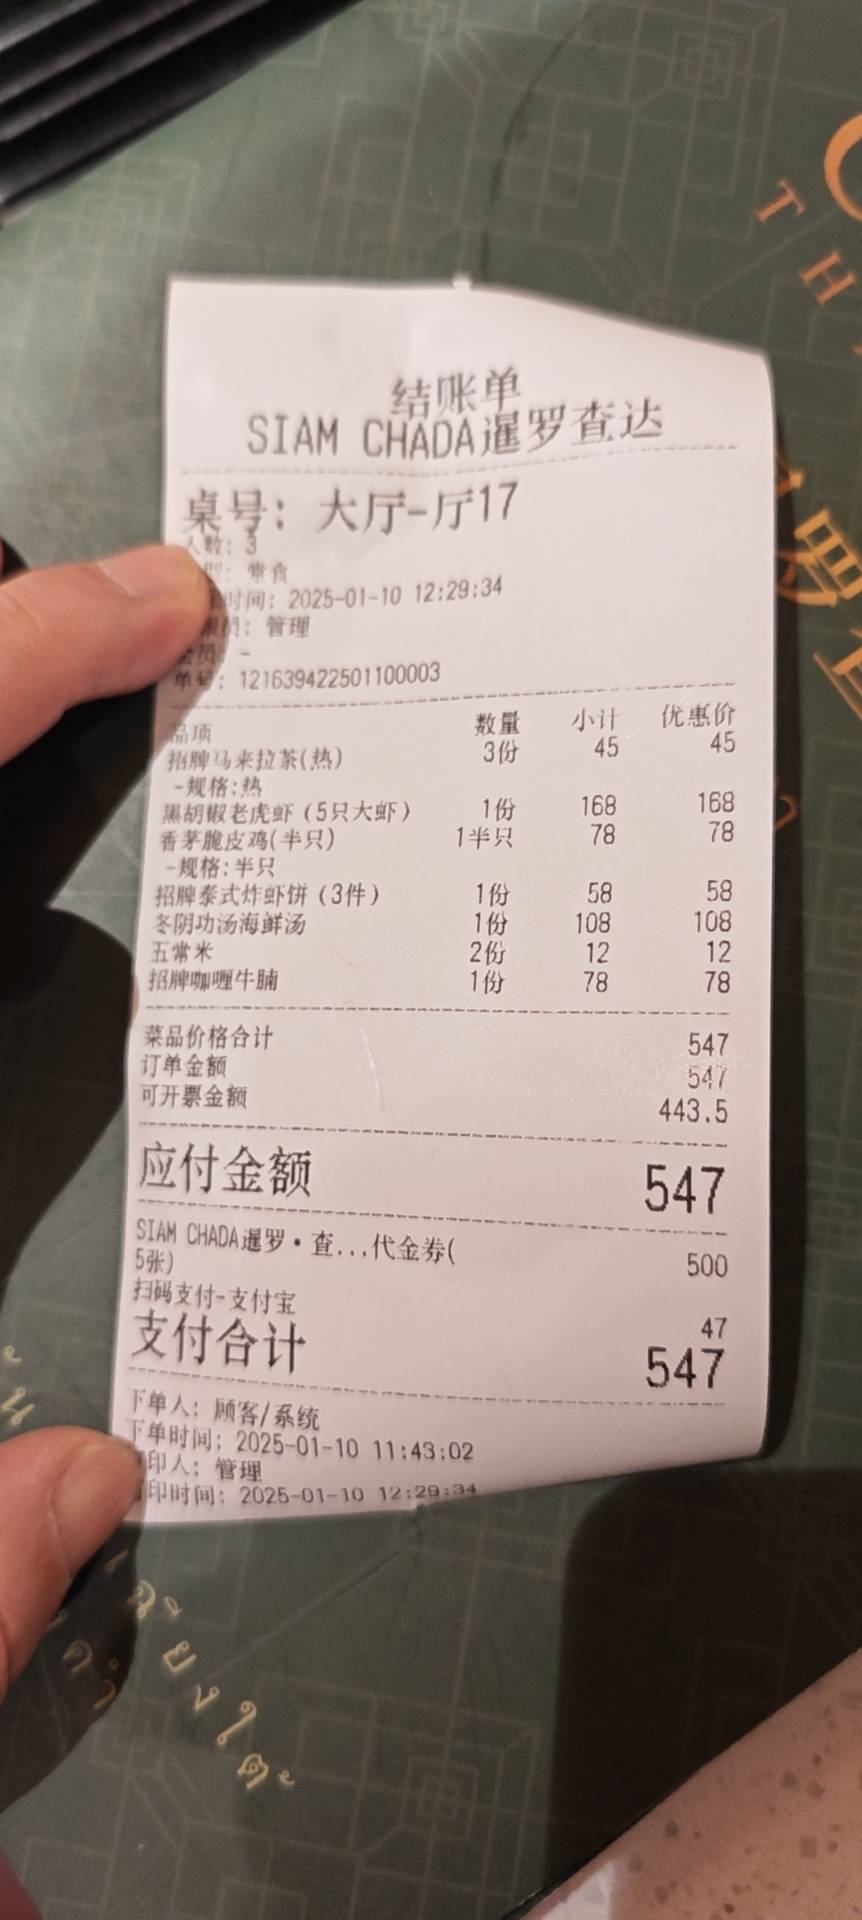 结账单
SIAM CHADA暹罗查达
桌号: 大厅-厅17
人数: 3
堂食
时间: 2025-01-10 12:29:34
员: 管理
会员: -
单号: 121639422501100003
品项 数量 小计 优惠价
招牌马来拉茶(热) 3份 45 45
-规格:热
黑胡椒老虎虾(5只大虾) 1份 168 168
香茅脆皮鸡(半只) 1半只 78 78
-规格:半只
招牌泰式炸虾饼(3件) 1份 58 58
冬阴功汤海鲜汤 1份 108 108
五常米 2份 12 12
招牌咖喱牛腩 1份 78 78
菜品价格合计 547
订单金额 547
可开票金额 443.5
应付金额 547
SIAM CHADA暹罗·查...代金券(
5张) 500
扫码支付-支付宝 47
支付合计 547
下单人: 顾客/系统
下单时间: 2025-01-10 11:43:02
印人: 管理
印时间: 2025-01-10 12:29:34
T H
罗